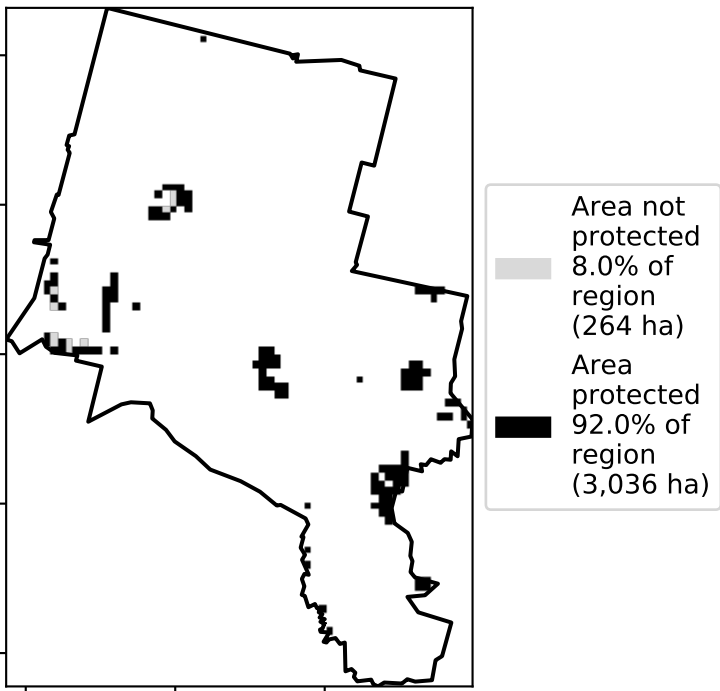 Area not
protected
8.0% of
region
(264 ha)
Area
protected
92.0% of
region
(3,036 ha)